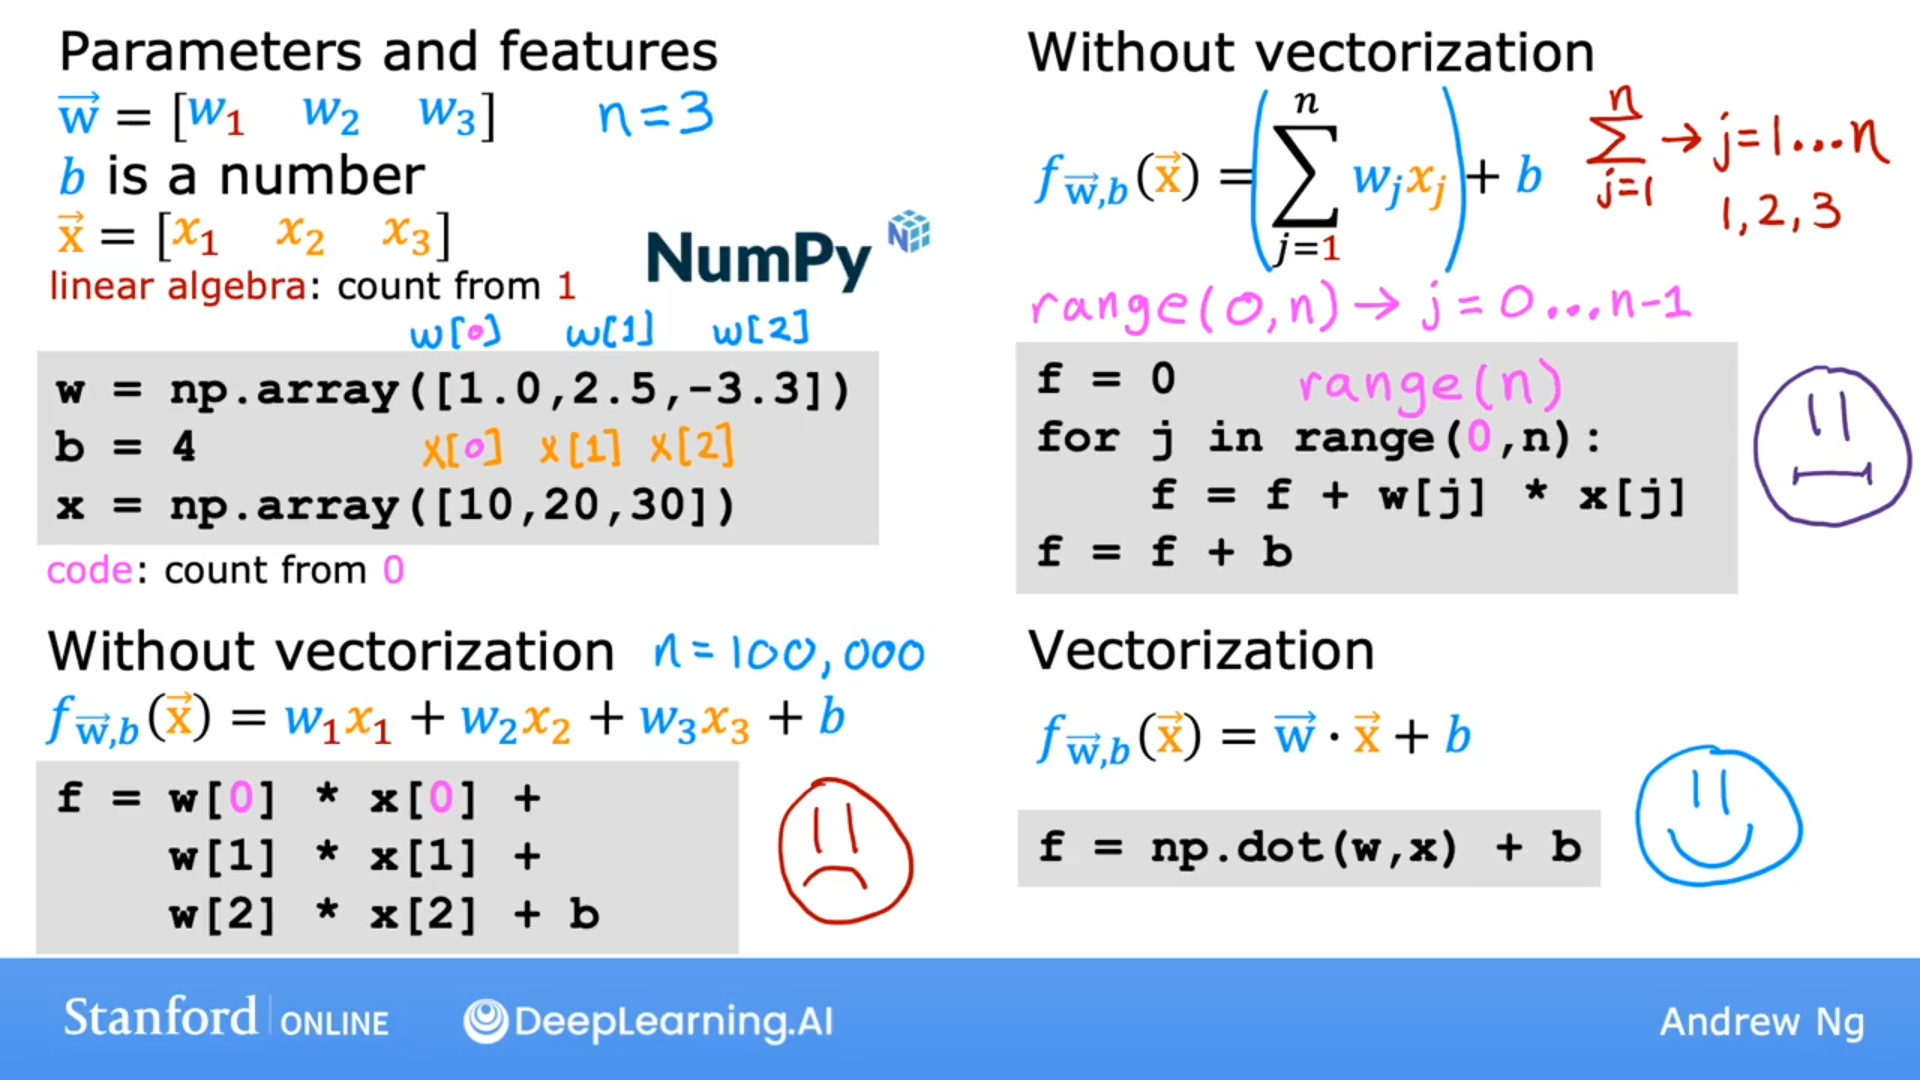 Parameters and features
w⃗ = [w₁ w₂ w₃] n=3
b is a number
x⃗ = [x₁ x₂ x₃]
linear algebra: count from 1
NumPy
w[0] w[1] w[2]
w = np.array([1.0,2.5,-3.3])
b = 4 x[0] x[1] x[2]
x = np.array([10,20,30])
code: count from 0
Without vectorization n=100,000
f_w⃗,b(x⃗) = w₁x₁ + w₂x₂ + w₃x₃ + b
f = w[0] * x[0] +
w[1] * x[1] +
w[2] * x[2] + b
Without vectorization
f_w⃗,b(x⃗) = (∑_{j=1}^{n} wⱼxⱼ) + b
∑_{j=1}^{n} → j=1...n
1,2,3
range(0,n) → j=0...n-1
f = 0 range(n)
for j in range(0,n):
f = f + w[j] * x[j]
f = f + b
Vectorization
f_w⃗,b(x⃗) = w⃗ · x⃗ + b
f = np.dot(w,x) + b
Stanford ONLINE DeepLearning.AI Andrew Ng